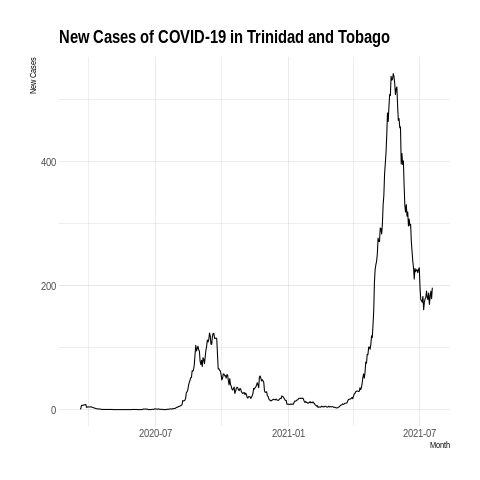 New Cases of COVID-19 in Trinidad and Tobago
New Cases
400
200
0
2020-07
2021-01
2021-07
Month